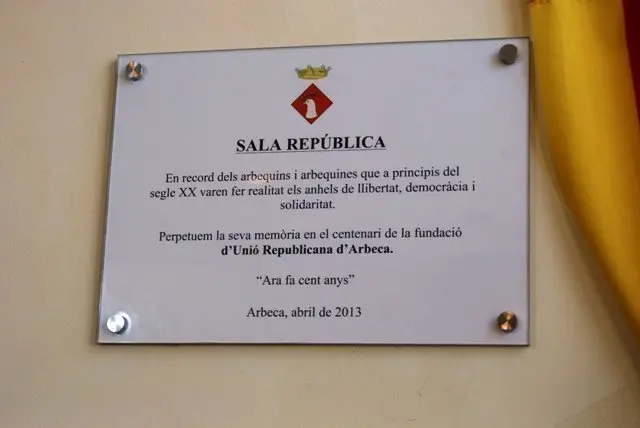 SALA REPÚBLICA
En record dels arbequins i arbequines que a principis del
segle XX varen fer realitat els anhels de llibertat, democràcia i
solidaritat.
Perpetuem la seva memòria en el centenari de la fundació
d'Unió Republicana d'Arbeca.
“Ara fa cent anys”
Arbeca, abril de 2013